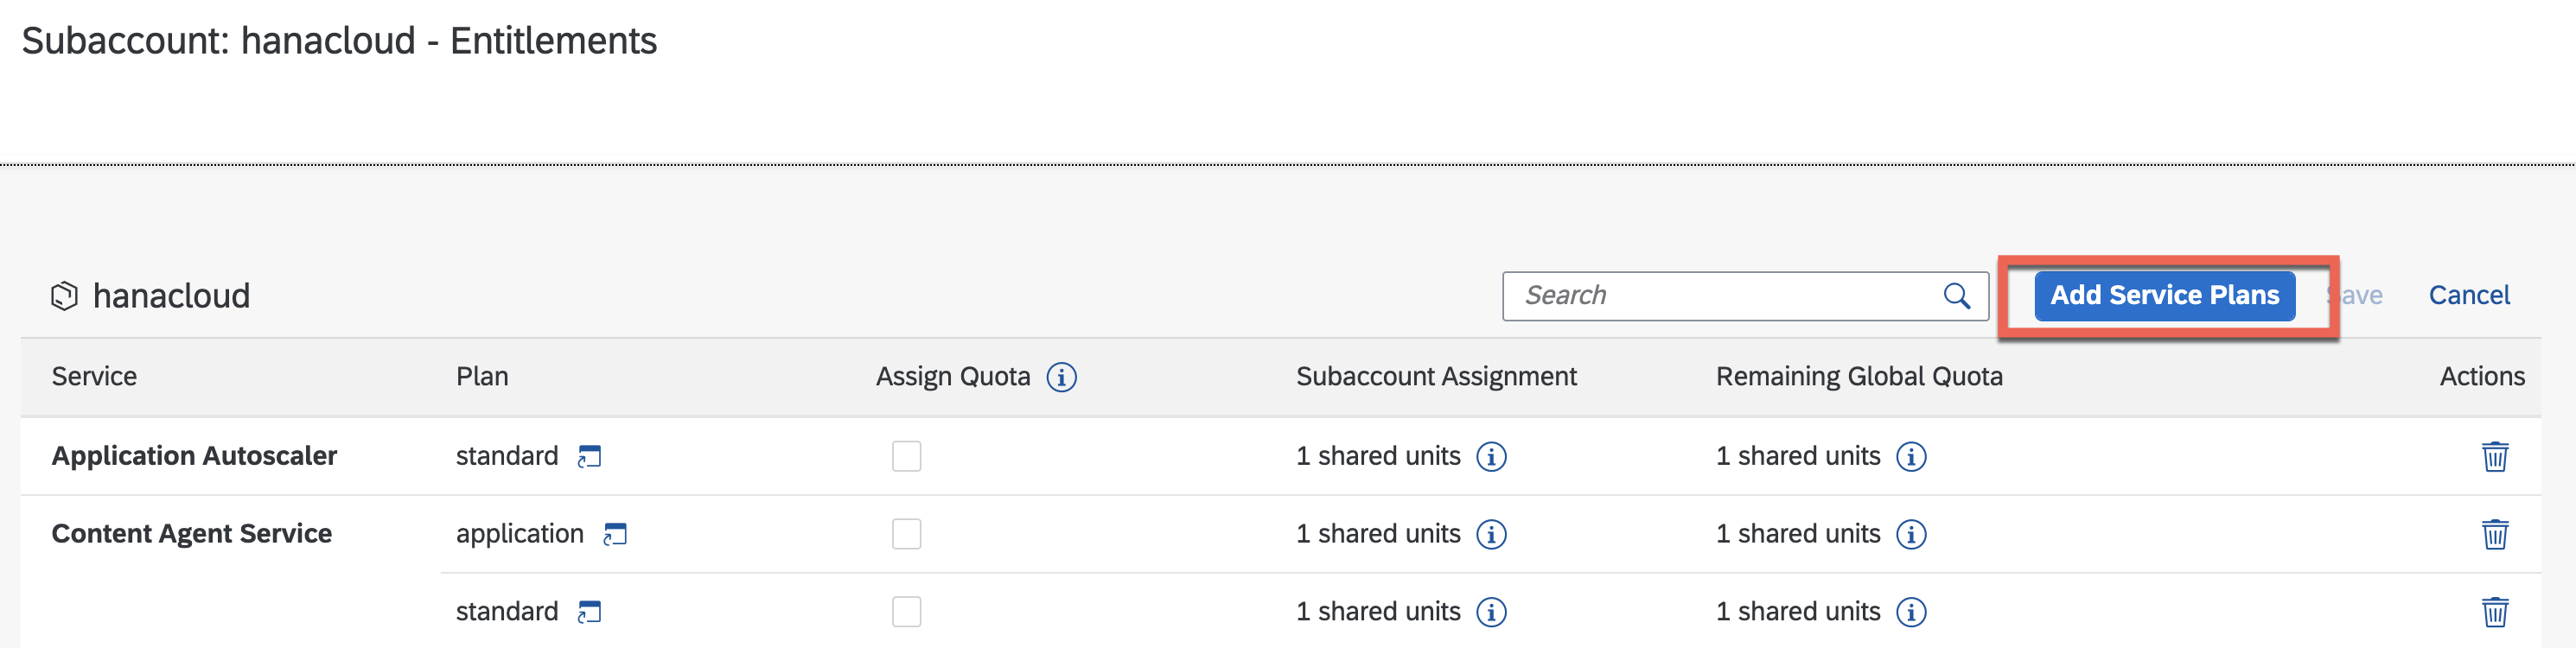 Subaccount: hanacloud - Entitlements
hanacloud
Search
Add Service Plans
Save
Cancel
Service
Plan
Assign Quota
Subaccount Assignment
Remaining Global Quota
Actions
Application Autoscaler
standard
1 shared units
1 shared units
Content Agent Service
application
1 shared units
1 shared units
standard
1 shared units
1 shared units